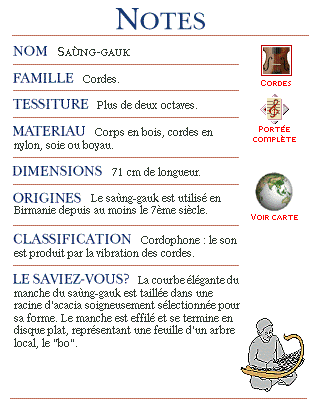 NOTES
NOM SAÙNG-GAUK
FAMILLE Cordes.
CORDES
TESSITURE Plus de deux octaves.
PORTÉE
COMPLÈTE
MATERIAU Corps en bois, cordes en
nylon, soie ou boyau.
DIMENSIONS 71 cm de longueur.
ORIGINES Le saùng-gauk est utilisé en
Birmanie depuis au moins le 7ème siècle.
VOIR CARTE
CLASSIFICATION Cordophone : le son
est produit par la vibration des cordes.
LE SAVIEZ-VOUS? La courbe élégante du
manche du saùng-gauk est taillée dans une
racine d'acacia soigneusement sélectionnée pour
sa forme. Le manche est effilé et se termine en
disque plat, représentant une feuille d'un arbre
local, le "bo".